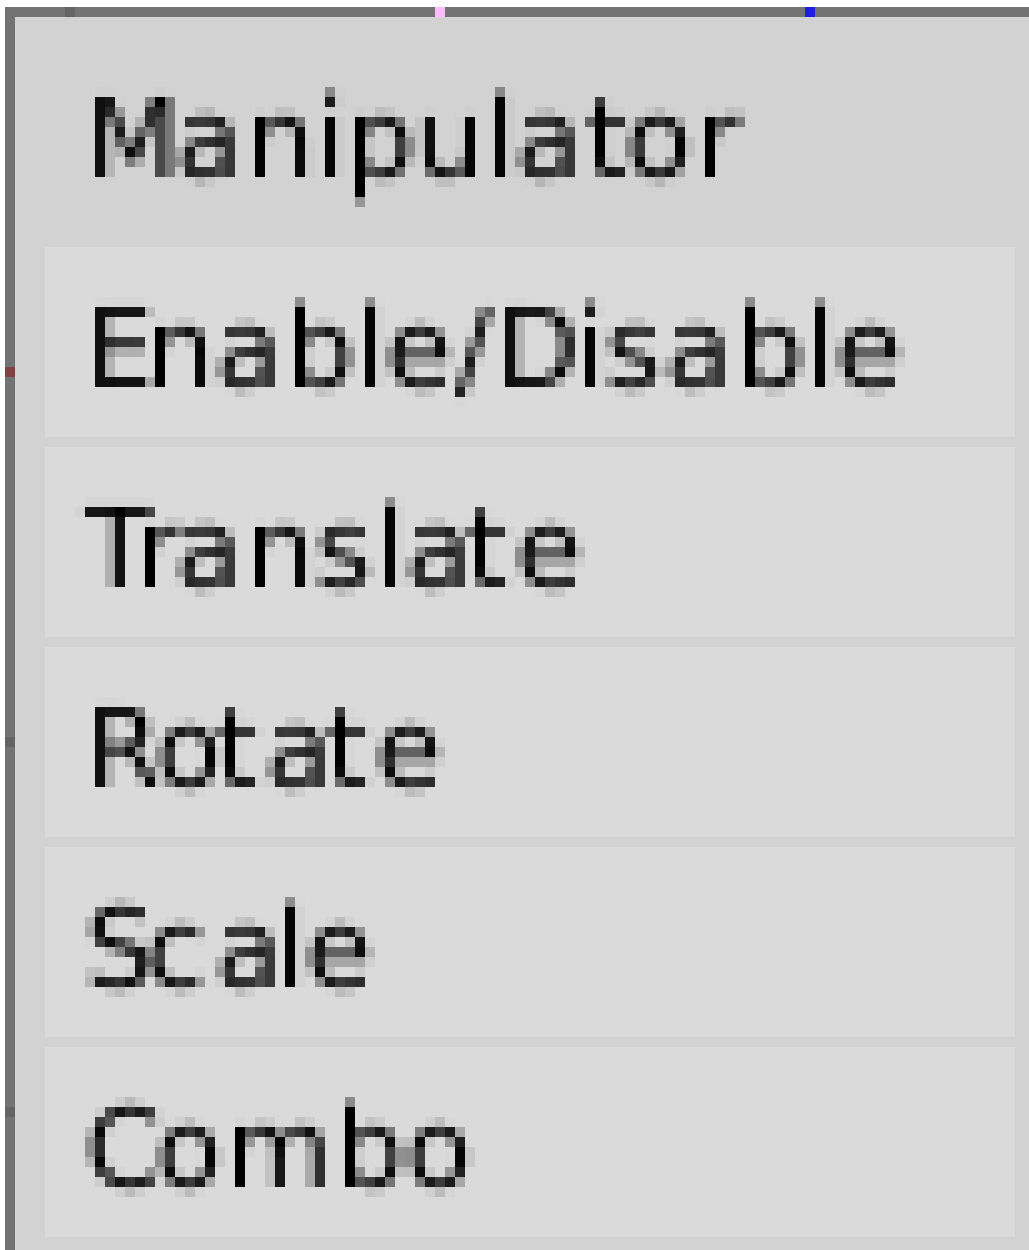 Manipulator
Enable/Disable
Translate
Rotate
Scale
Combo